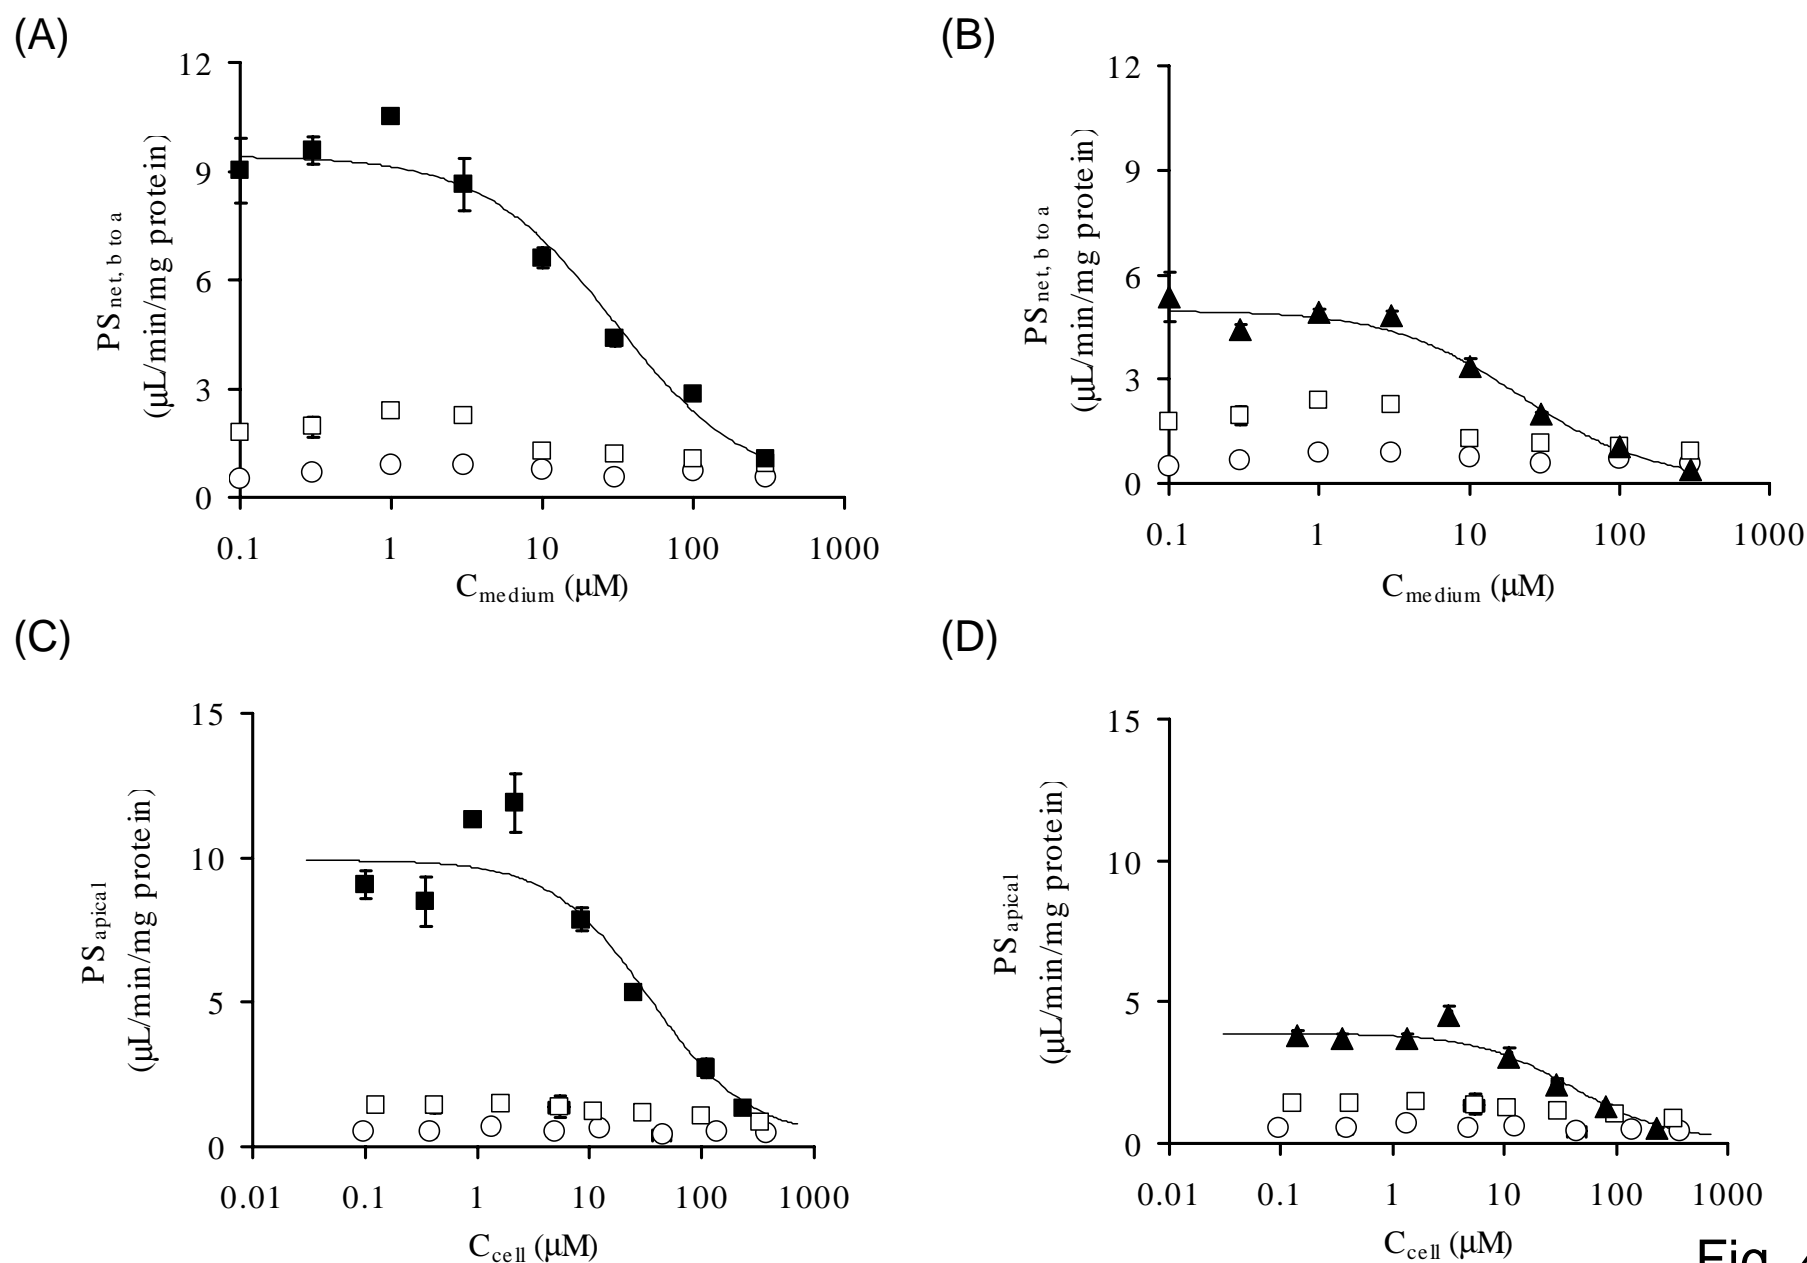 (A)
12
9
6
3
0
PSnet, b to a
(μL/min/mg protein)
0.1 1 10 100 1000
Cmedium (μM)
(B)
12
9
6
3
0
PSnet, b to a
(μL/min/mg protein)
0.1 1 10 100 1000
Cmedium (μM)
(C)
15
10
5
0
PSapical
(μL/min/mg protein)
0.01 0.1 1 10 100 1000
Ccell (μM)
(D)
15
10
5
0
PSapical
(μL/min/mg protein)
0.01 0.1 1 10 100 1000
Ccell (μM)
Fig.